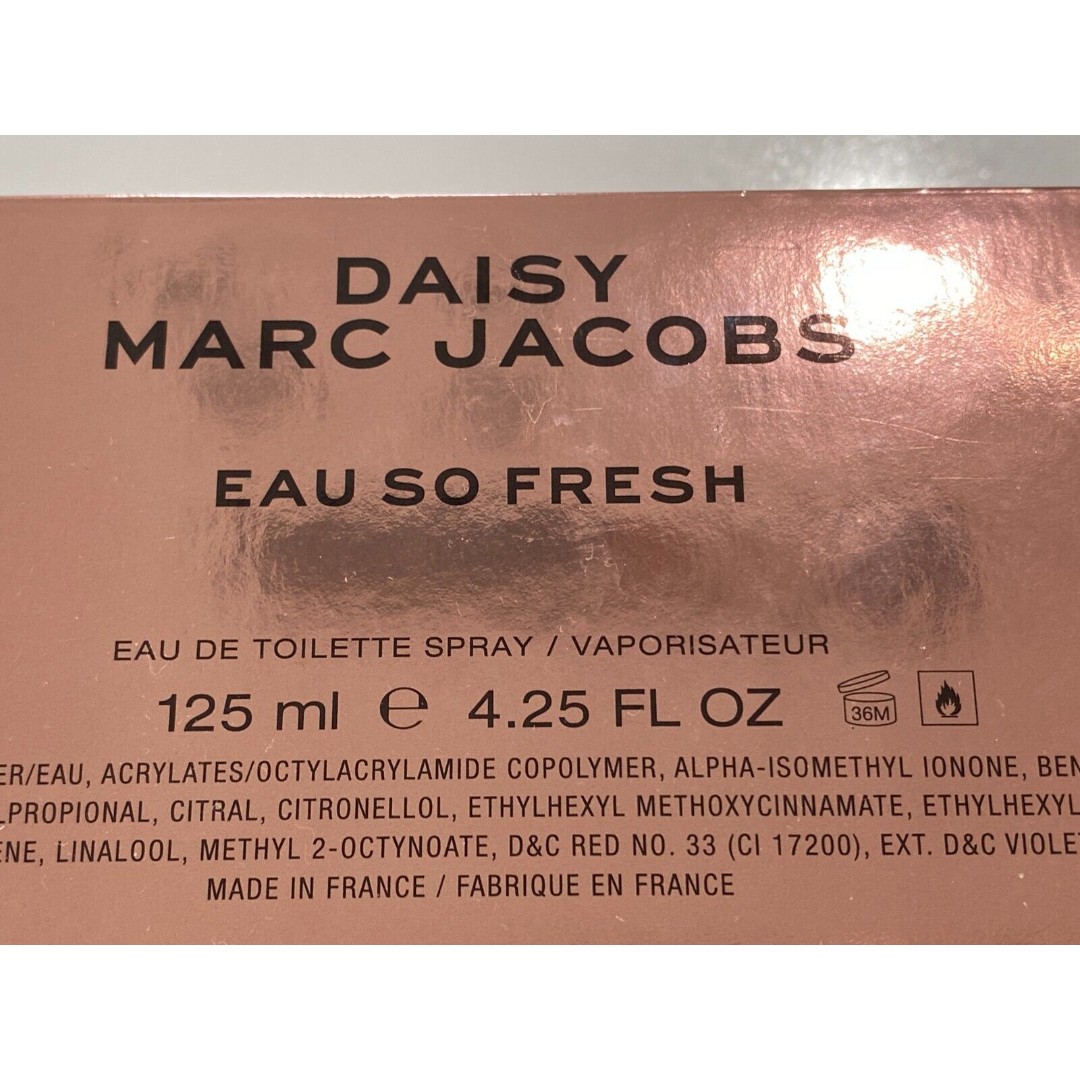 DAISY
MARC JACOBS
EAU SO FRESH
EAU DE TOILETTE SPRAY / VAPORISATEUR
125 ml ℮ 4.25 FL OZ 36M
ER/EAU, ACRYLATES/OCTYLACRYLAMIDE COPOLYMER, ALPHA-ISOMETHYL IONONE, BEN
LPROPIONAL, CITRAL, CITRONELLOL, ETHYLHEXYL METHOXYCINNAMATE, ETHYLHEXYL
ENE, LINALOOL, METHYL 2-OCTYNOATE, D&C RED NO. 33 (CI 17200), EXT. D&C VIOLE
MADE IN FRANCE / FABRIQUE EN FRANCE